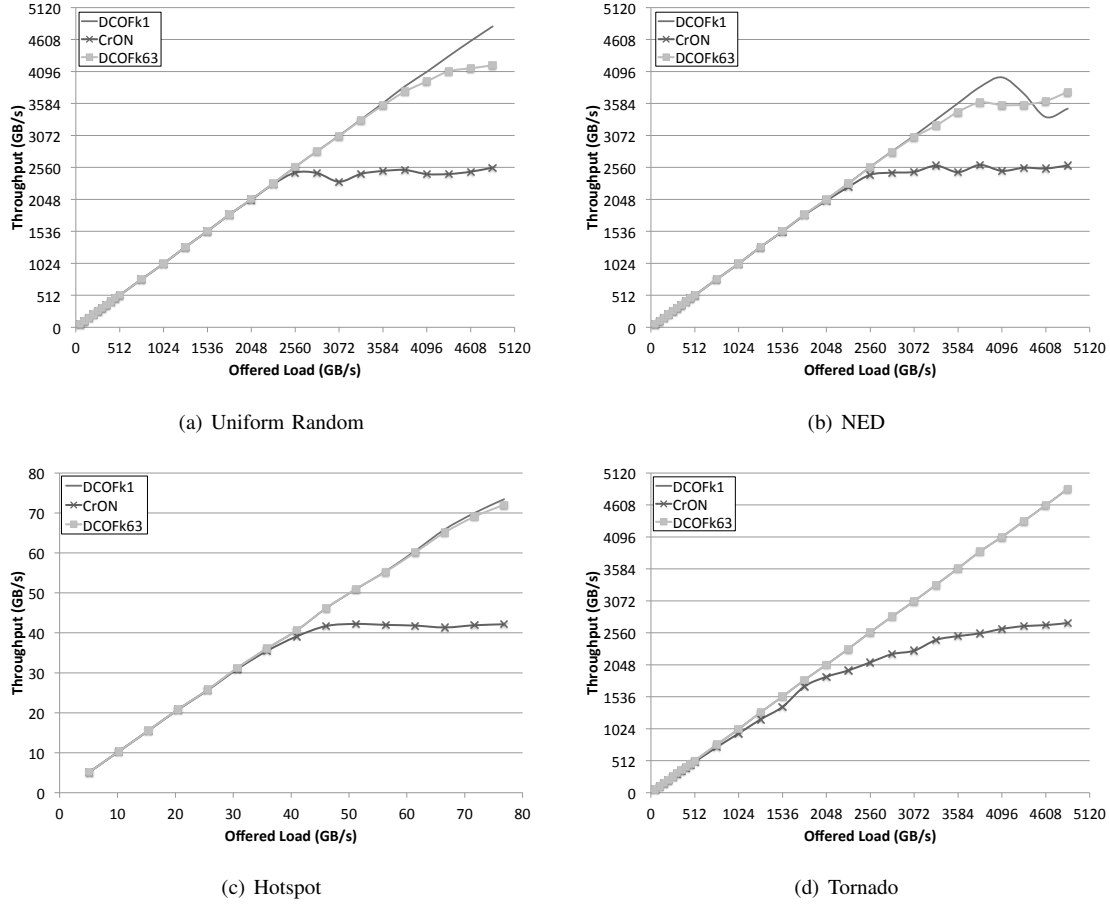 5120
4608
4096
3584
3072
2560
2048
1536
1024
512
0
Throughput (GB/s)
DCOFk1
CrON
DCOFk63
0 512 1024 1536 2048 2560 3072 3584 4096 4608 5120
Offered Load (GB/s)
(a) Uniform Random
5120
4608
4096
3584
3072
2560
2048
1536
1024
512
0
Throughput (GB/s)
DCOFk1
CrON
DCOFk63
0 512 1024 1536 2048 2560 3072 3584 4096 4608 5120
Offered Load (GB/s)
(b) NED
80
70
60
50
40
30
20
10
0
Throughput (GB/s)
DCOFk1
CrON
DCOFk63
0 10 20 30 40 50 60 70 80
Offered Load (GB/s)
(c) Hotspot
5120
4608
4096
3584
3072
2560
2048
1536
1024
512
0
Throughput (GB/s)
DCOFk1
CrON
DCOFk63
0 512 1024 1536 2048 2560 3072 3584 4096 4608 5120
Offered Load (GB/s)
(d) Tornado